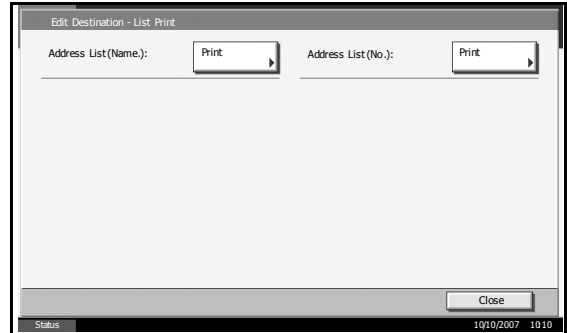 Edit Destination - List Print
Address List (Name.): Print Address List (No.): Print
Close
Status 10/10/2007 10:10